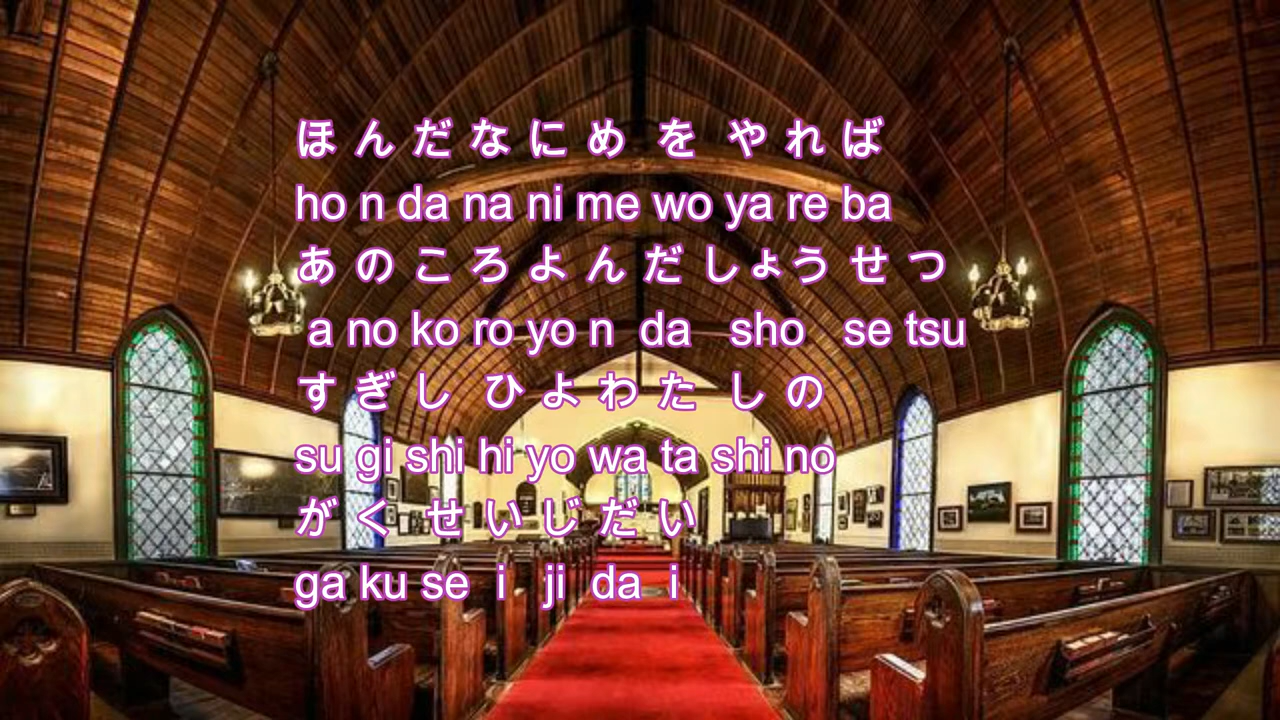 ほ ん だ な に め を や れ ば
ho n da na ni me wo ya re ba
あ の こ ろ よ ん だ しょう せ つ
a no ko ro yo n da sho se tsu
す ぎ し ひ よ わ た し の
su gi shi hi yo wa ta shi no
が く せ い じ だ い
ga ku se i ji da i